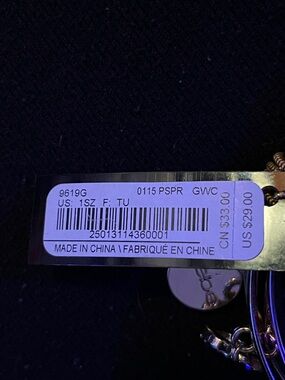 9619G 0115 PSPR GWC
US: 1SZ F: TU
25013114360001
MADE IN CHINA \ FABRIQUÉ EN CHINE
CN $33.00
US $29.00